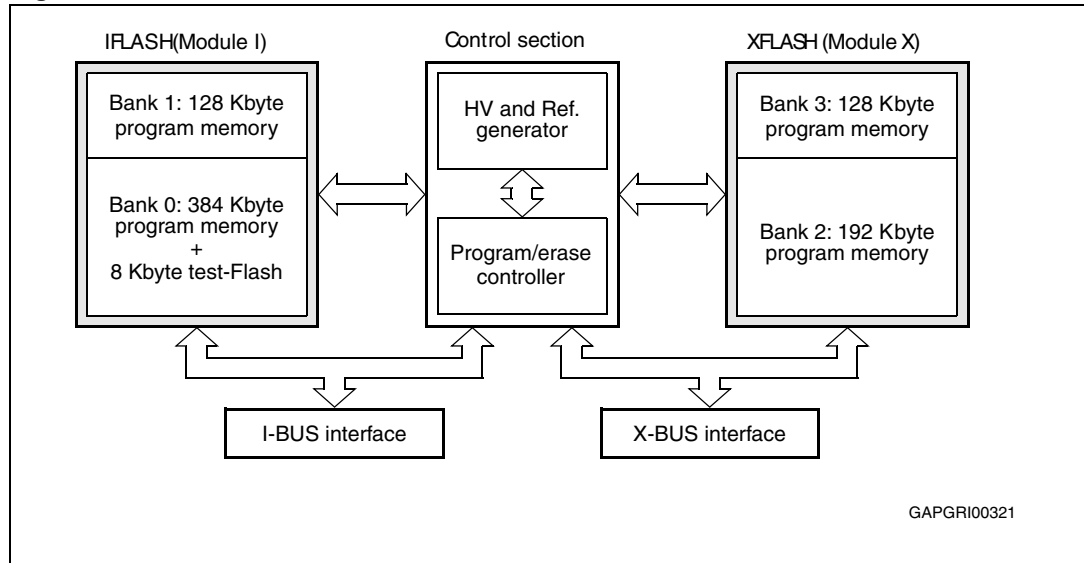 IFLASH(Module I)
Control section
XFLASH (Module X)
Bank 1: 128 Kbyte
program memory
Bank 0: 384 Kbyte
program memory
+
8 Kbyte test-Flash
HV and Ref.
generator
Program/erase
controller
Bank 3: 128 Kbyte
program memory
Bank 2: 192 Kbyte
program memory
I-BUS interface
X-BUS interface
GAPGRI00321